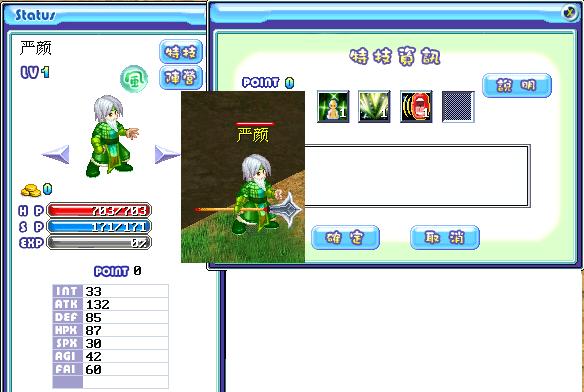 Status
严颜
特技
LV1
風
陣營
0
HP 703/703
SP 171/171
EXP 0%
POINT 0
INT 33
ATK 132
DEF 85
HPX 87
SPX 30
AGI 42
FAI 60
严颜
特技資訊
POINT 0
說明
1 1 1
確定
取消